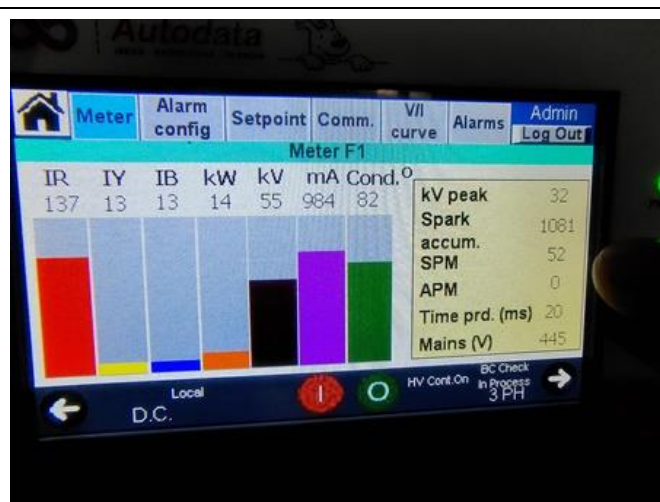 Autodata
Meter
Alarm config
Setpoint
Comm.
V/I curve
Alarms
Admin
Log Out
Meter F1
IR IY IB kW kV mA Cond.°
137 13 13 14 55 984 82
kV peak 32
Spark accum. 1081
SPM 52
APM 0
Time prd. (ms) 20
Mains (V) 445
Local
D.C.
I
O
HV Cont.On
BC Check
In Process
3 PH